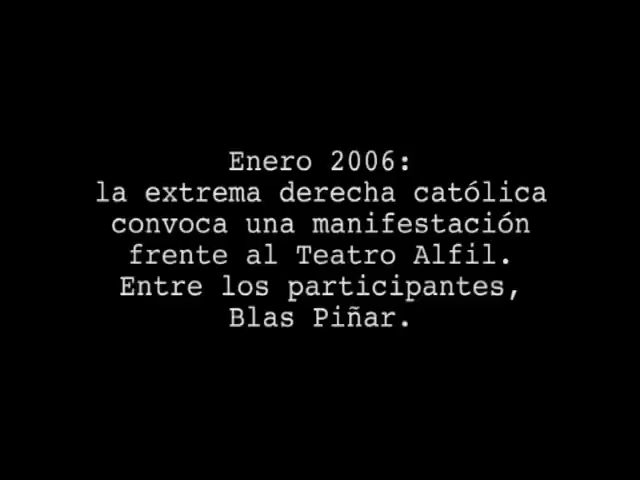 Enero 2006:
la extrema derecha católica
convoca una manifestación
frente al Teatro Alfil.
Entre los participantes,
Blas Piñar.